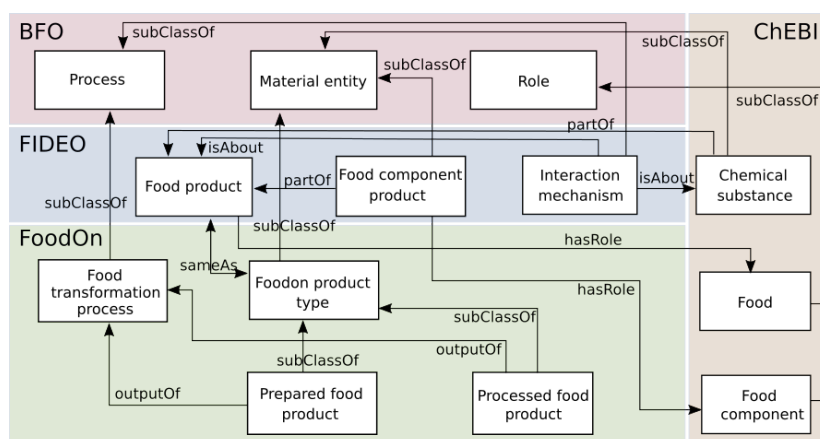 BFO
ChEBI
subClassOf
subClassOf
Process
Material entity
subClassOf
Role
subClassOf
FIDEO
partOf
isAbout
Food product
partOf
Food component
product
Interaction
mechanism
isAbout
Chemical
substance
subClassOf
subClassOf
FoodOn
hasRole
sameAs
Food
transformation
process
Foodon product
type
hasRole
Food
subClassOf
outputOf
subClassOf
outputOf
Prepared food
product
Processed food
product
Food
component